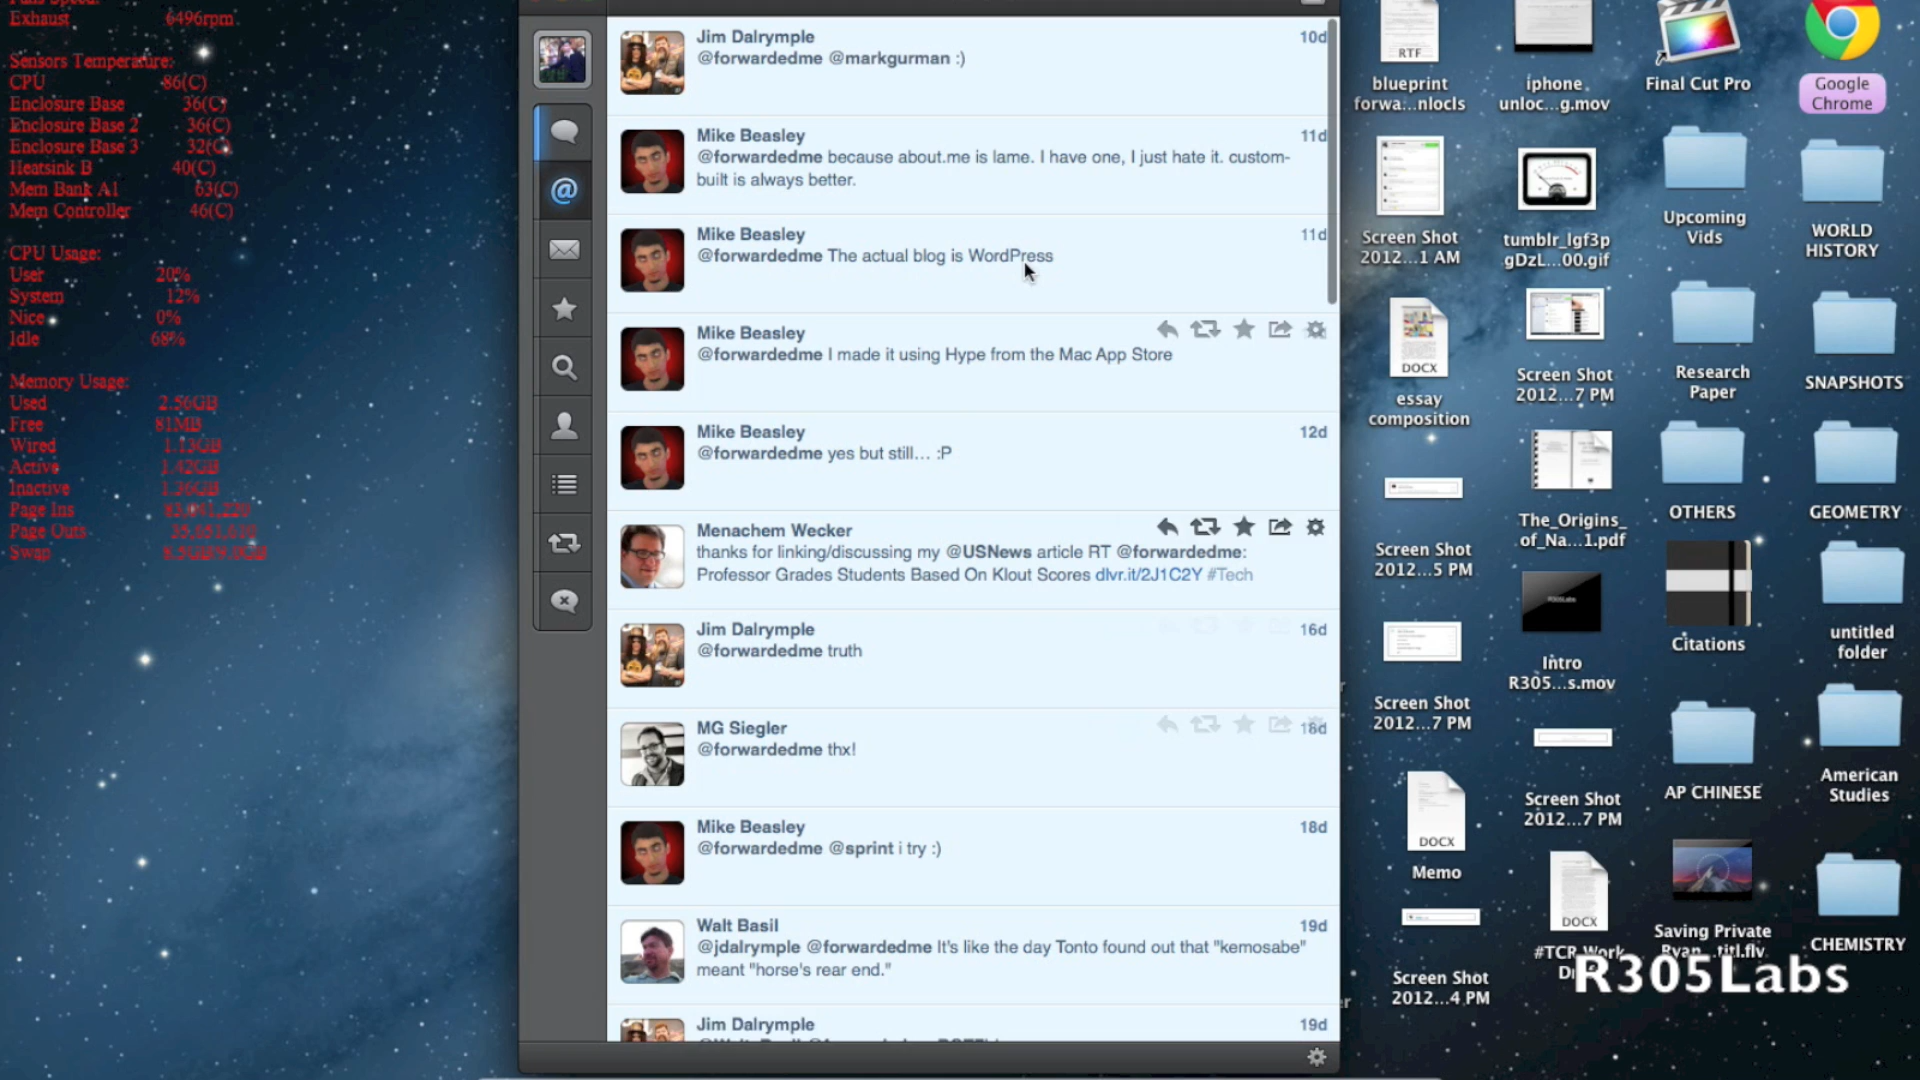 Exhaust 6496rpm
Sensors Temperature:
CPU 86(C)
Enclosure Base 36(C)
Enclosure Base 2 36(C)
Enclosure Base 3 32(C)
Heatsink B 40(C)
Mem Bank A1 63(C)
Mem Controller 46(C)
CPU Usage:
User 20%
System 12%
Nice 0%
Idle 68%
Memory Usage:
Used 2.56GB
Free 81MB
Wired 1.13GB
Active 1.42GB
Inactive 1.36GB
Page Ins
Page Outs
Swap
Jim Dalrymple 10d
@forwardedme @markgurman :)
Mike Beasley 11d
@forwardedme because about.me is lame. I have one, I just hate it. custom-
built is always better.
Mike Beasley 11d
@forwardedme The actual blog is WordPress
Mike Beasley
@forwardedme I made it using Hype from the Mac App Store
Mike Beasley 12d
@forwardedme yes but still... :P
Menachem Wecker
thanks for linking/discussing my @USNews article RT @forwardedme:
Professor Grades Students Based On Klout Scores dlvr.it/2J1C2Y #Tech
Jim Dalrymple 16d
@forwardedme truth
MG Siegler 18d
@forwardedme thx!
Mike Beasley 18d
@forwardedme @sprint i try :)
Walt Basil 19d
@jdalrymple @forwardedme It's like the day Tonto found out that "kemosabe"
meant "horse's rear end."
Jim Dalrymple 19d
RTF
blueprint
forwa...nlocls
iphone
unloc...g.mov
Final Cut Pro
Google
Chrome
Screen Shot
2012...1 AM
tumblr_lgf3p
gDzL...00.gif
Upcoming
Vids
WORLD
HISTORY
DOCX
essay
composition
Screen Shot
2012...7 PM
Research
Paper
SNAPSHOTS
Screen Shot
2012...5 PM
The_Origins_
of_Na...1.pdf
OTHERS
GEOMETRY
Screen Shot
2012...7 PM
R305Labs
Intro
R305...s.mov
Citations
untitled
folder
DOCX
Memo
Screen Shot
2012...7 PM
AP CHINESE
American
Studies
Screen Shot
2012...4 PM
DOCX
#TCR Work
Saving Private
Ryan ...titl.flv
CHEMISTRY
R305Labs